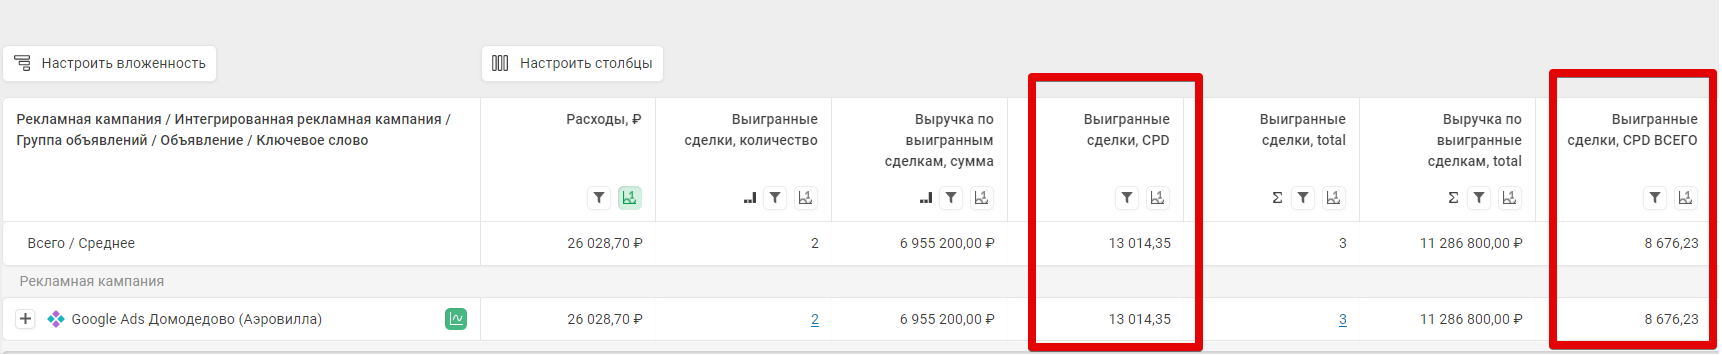 Настроить вложенность
Настроить столбцы
Рекламная кампания / Интегрированная рекламная кампания /
Группа объявлений / Объявление / Ключевое слово
Расходы, ₽
Выигранные
сделки, количество
Выручка по
выигранным
сделкам, сумма
Выигранные
сделки, CPD
Выигранные
сделки, total
Выручка по
выигранные
сделкам, total
Выигранные
сделки, CPD ВСЕГО
Всего / Среднее
26 028,70 ₽
2
6 955 200,00 ₽
13 014,35
3
11 286 800,00 ₽
8 676,23
Рекламная кампания
Google Ads Домодедово (Аэровилла)
26 028,70 ₽
2
6 955 200,00 ₽
13 014,35
3
11 286 800,00 ₽
8 676,23